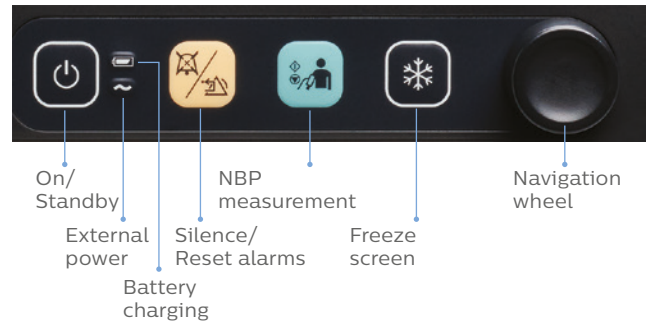 On/
Standby
NBP
measurement
Navigation
wheel
External
power
Silence/
Reset alarms
Freeze
screen
Battery
charging